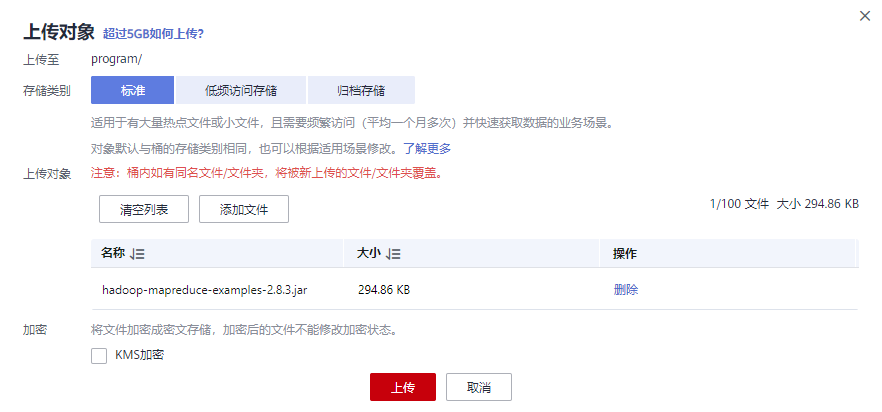 上传对象 超过5GB如何上传?
上传至 program/
存储类别 标准 低频访问存储 归档存储
适用于有大量热点文件或小文件，且需要频繁访问（平均一个月多次）并快速获取数据的业务场景。
对象默认与桶的存储类别相同，也可以根据适用场景修改。了解更多
上传对象 注意：桶内如有同名文件/文件夹，将被新上传的文件/文件夹覆盖。
清空列表 添加文件 1/100 文件 大小 294.86 KB
名称 大小 操作
hadoop-mapreduce-examples-2.8.3.jar 294.86 KB 删除
加密 将文件加密成密文存储，加密后的文件不能修改加密状态。
KMS加密
上传 取消